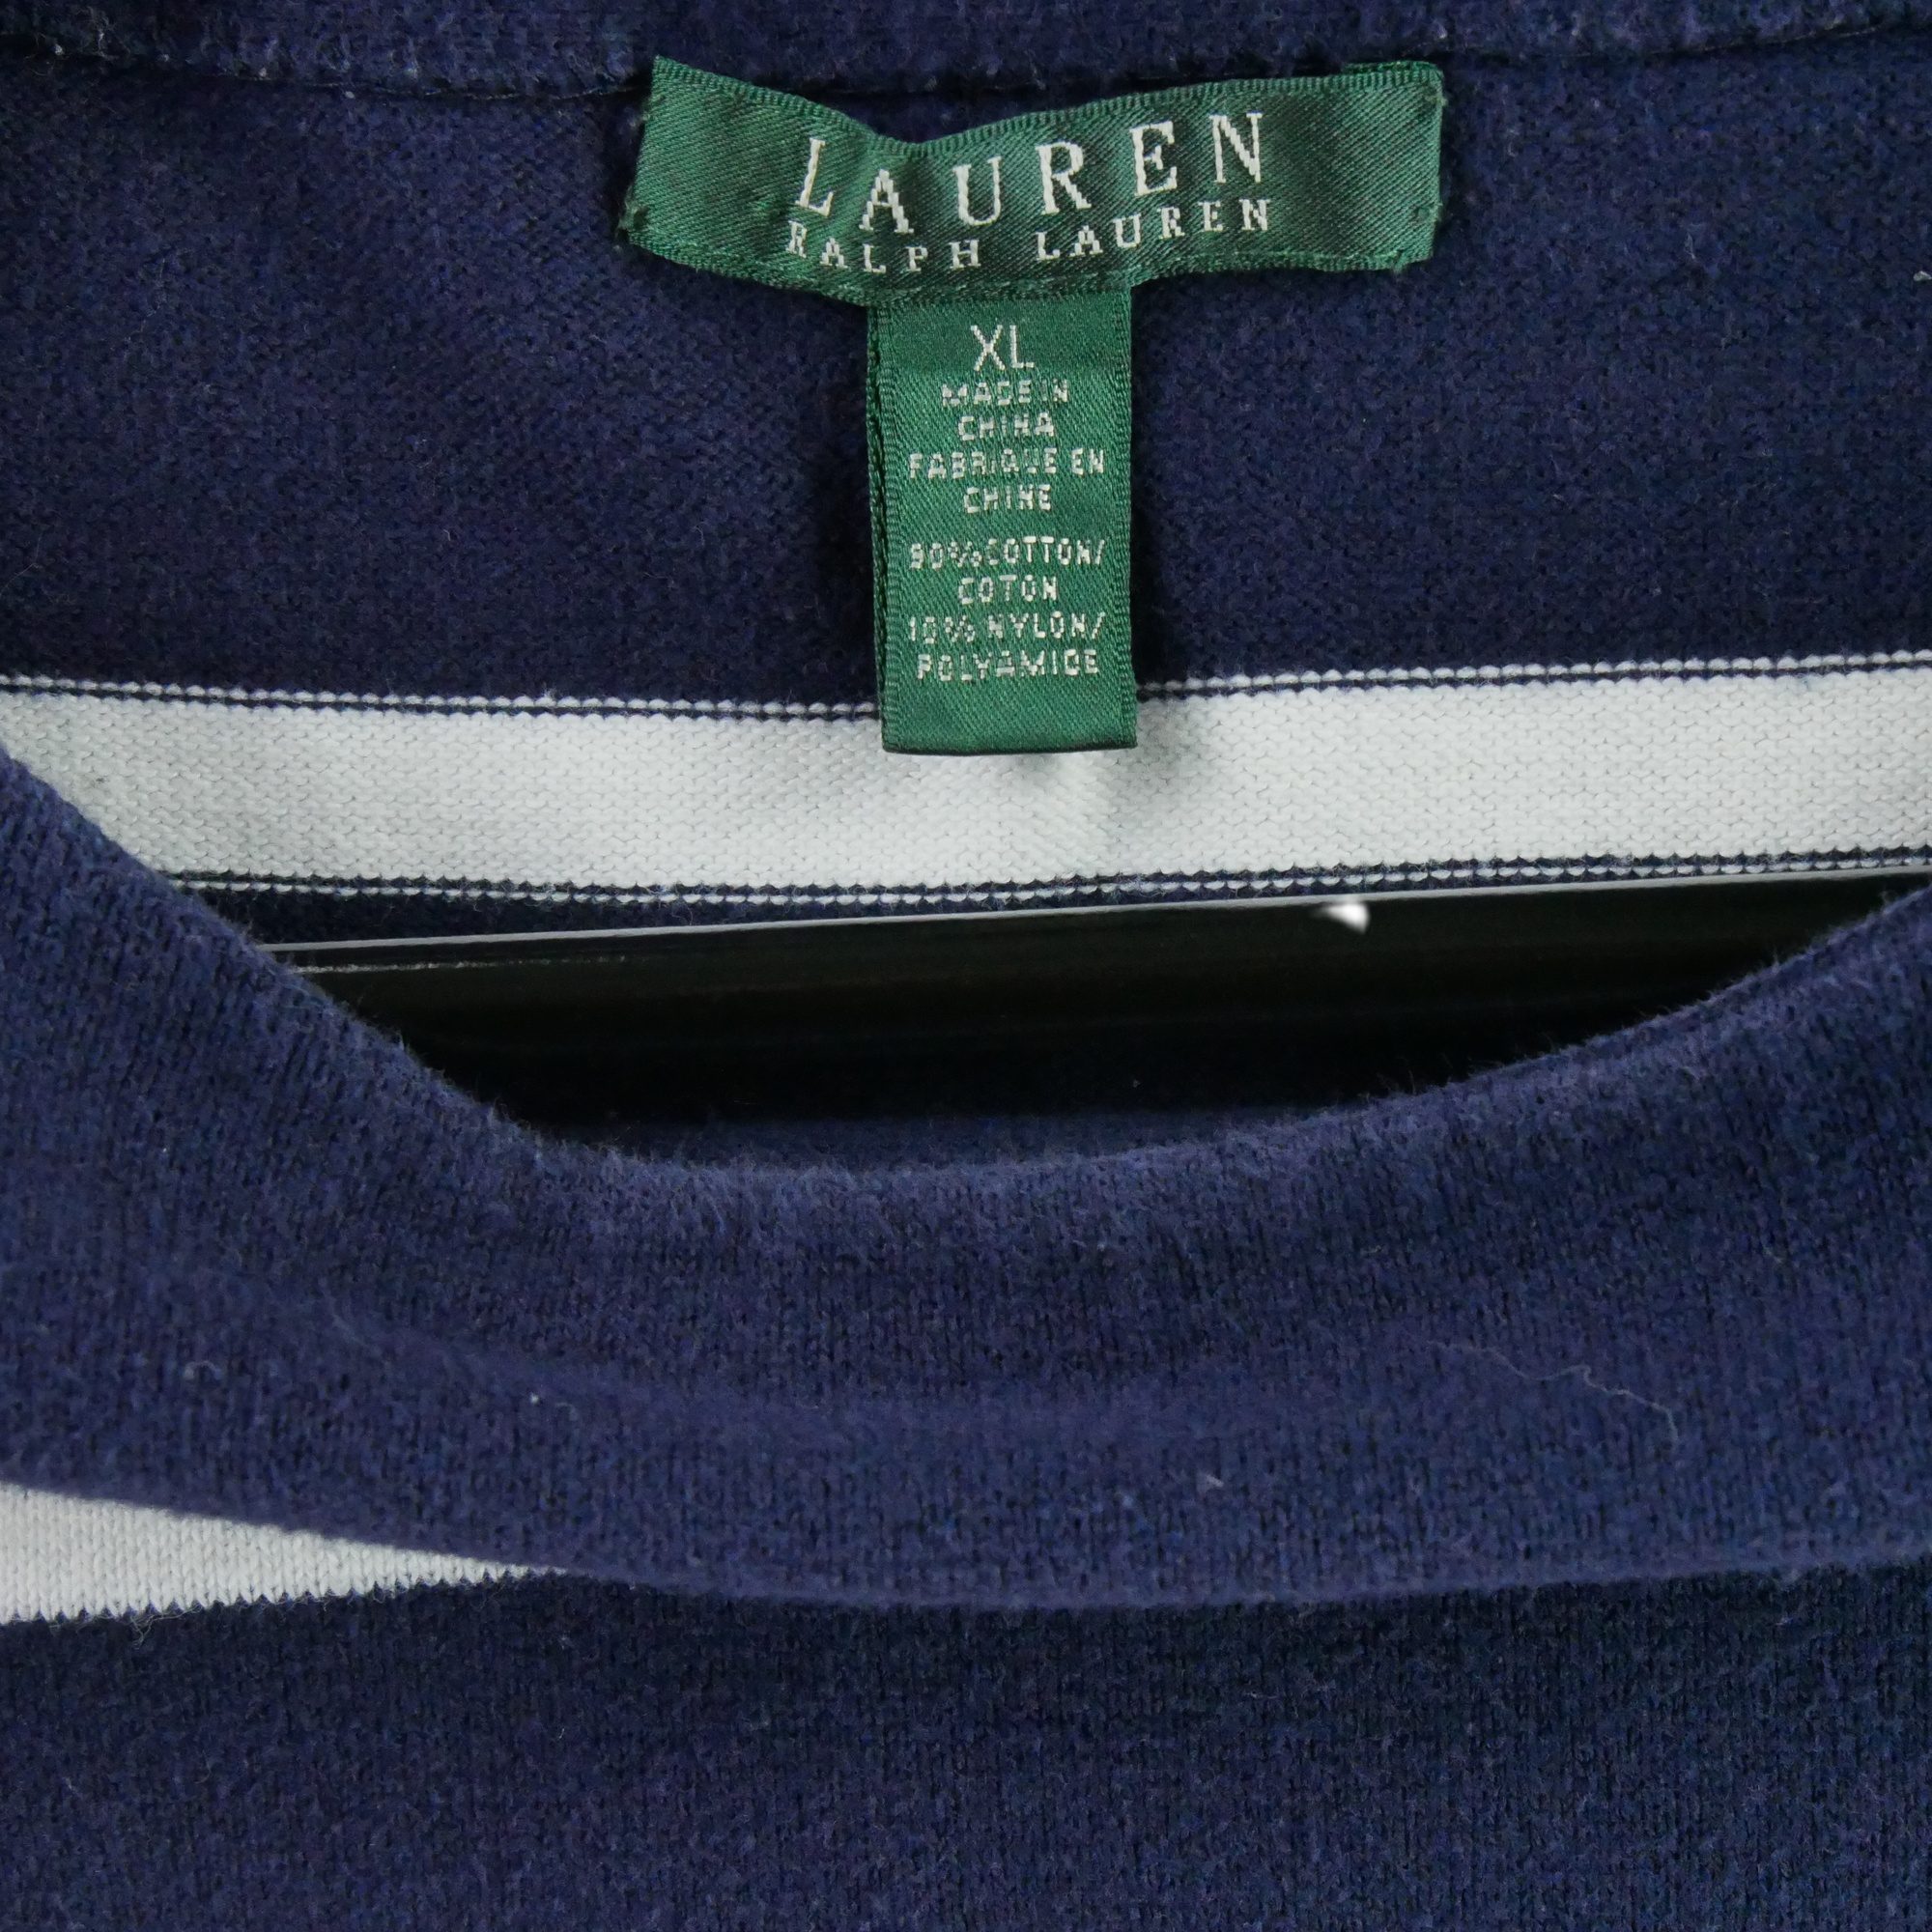 LAUREN
RALPH LAUREN
XL
MADE IN
CHINA
FABRIQUE EN
CHINE
90% COTTON/
COTON
10% NYLON/
POLYAMIDE